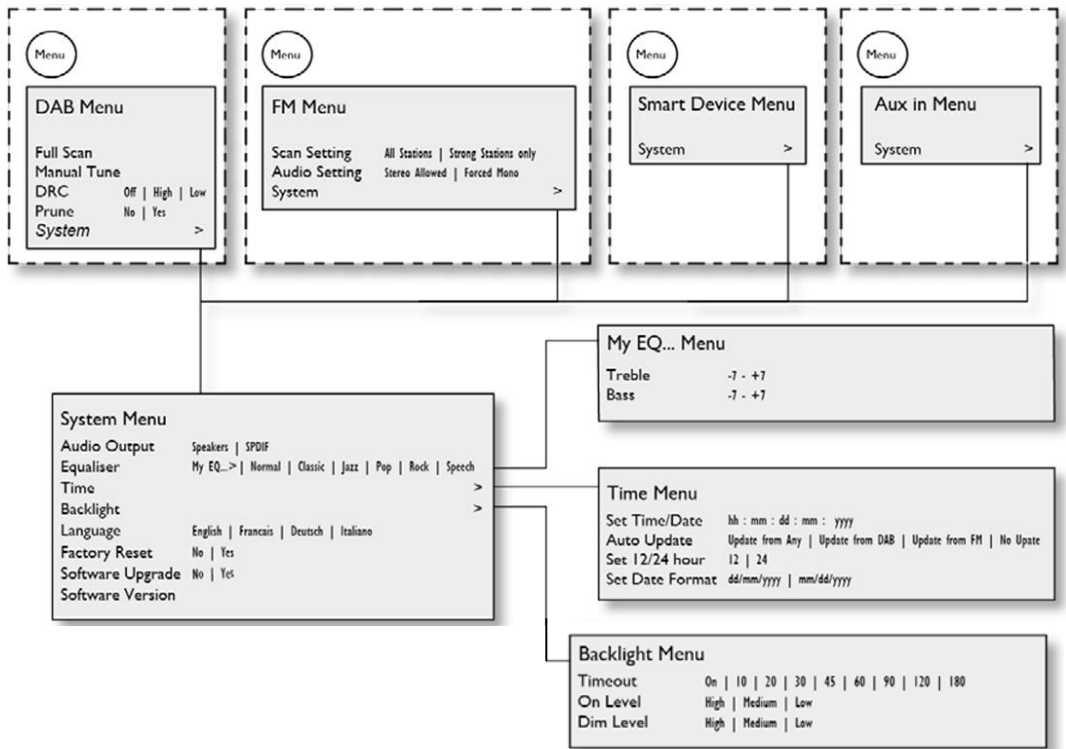 Menu
DAB Menu
Full Scan
Manual Tune
DRC Off | High | Low
Prune No | Yes
System >
Menu
FM Menu
Scan Setting All Stations | Strong Stations only
Audio Setting Stereo Allowed | Forced Mono
System >
Menu
Smart Device Menu
System >
Menu
Aux in Menu
System >
System Menu
Audio Output Speakers | SPDIF
Equaliser My EQ...> | Normal | Classic | Jazz | Pop | Rock | Speech
Time >
Backlight >
Language English | Francais | Deutsch | Italiano
Factory Reset No | Yes
Software Upgrade No | Yes
Software Version
My EQ... Menu
Treble -7 - +7
Bass -7 - +7
Time Menu
Set Time/Date hh : mm : dd : mm : yyyy
Auto Update Update from Any | Update from DAB | Update from FM | No Upate
Set 12/24 hour 12 | 24
Set Date Format dd/mm/yyyy | mm/dd/yyyy
Backlight Menu
Timeout On | 10 | 20 | 30 | 45 | 60 | 90 | 120 | 180
On Level High | Medium | Low
Dim Level High | Medium | Low